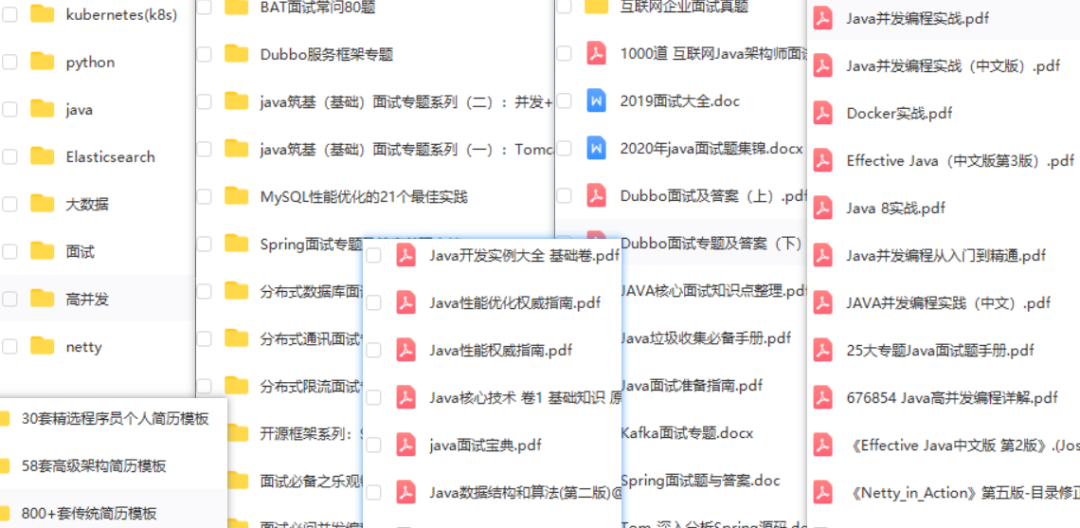 kubernetes(k8s)
python
java
Elasticsearch
大数据
面试
高并发
netty
30套精选程序员个人简历模板
58套高级架构简历模板
800+套传统简历模板
BAT面试常问80题
Dubbo服务框架专题
java筑基（基础）面试专题系列（二）：并发+
java筑基（基础）面试专题系列（一）：Tomc
MySQL性能优化的21个最佳实践
Spring面试专题
分布式数据库面
分布式通讯面试
分布式限流面试
开源框架系列：
面试必备之乐观
面试必问并发编
Java开发实例大全 基础卷.pdf
Java性能优化权威指南.pdf
Java性能权威指南.pdf
Java核心技术 卷1 基础知识 原
java面试宝典.pdf
Java数据结构和算法(第二版)@
互联网企业面试真题
1000道 互联网Java架构师面试
2019面试大全.doc
2020年java面试题集锦.docx
Dubbo面试及答案（上）.pdf
Dubbo面试专题及答案（下）
JAVA核心面试知识点整理.pdf
Java垃圾收集必备手册.pdf
Java面试准备指南.pdf
Kafka面试专题.docx
Spring面试题与答案.doc
Tom 深入分析Spring源码.do
Java并发编程实战.pdf
Java并发编程实战（中文版）.pdf
Docker实战.pdf
Effective Java（中文版第3版）.pdf
Java 8实战.pdf
Java并发编程从入门到精通.pdf
JAVA并发编程实践（中文）.pdf
25大专题Java面试题手册.pdf
676854 Java高并发编程详解.pdf
《Effective Java中文版 第2版》.(Jos
《Netty_in_Action》第五版-目录修正